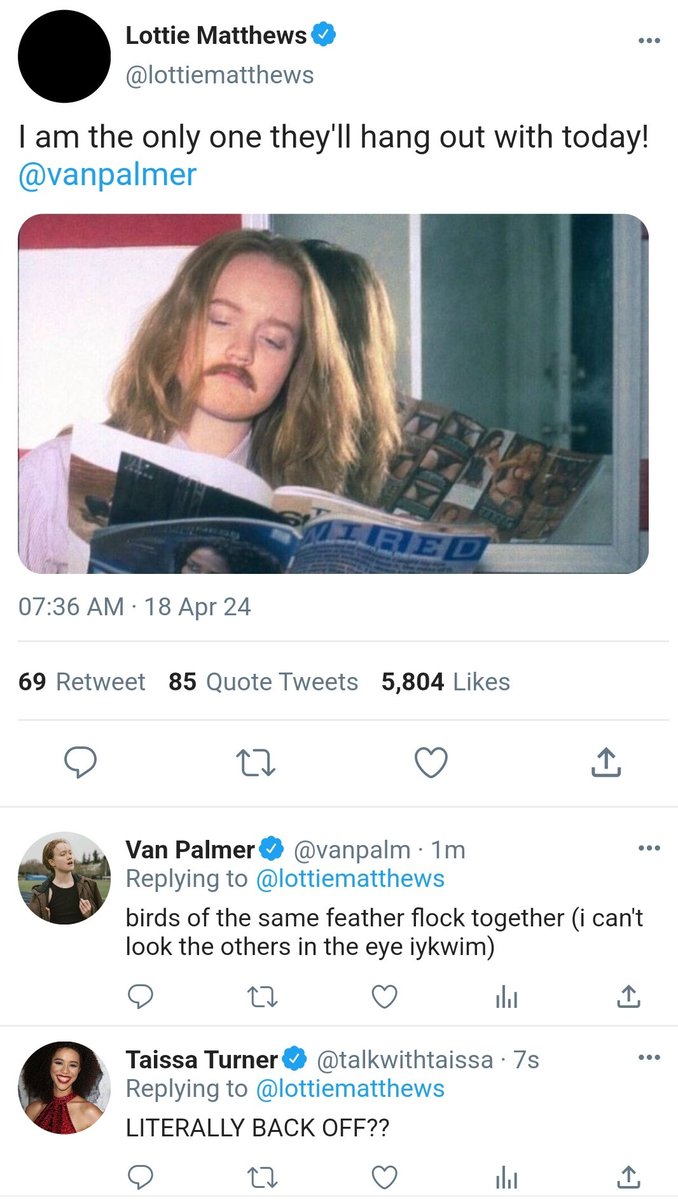 Lottie Matthews
@lottiematthews
I am the only one they'll hang out with today!
@vanpalmer
WIRED
07:36 AM · 18 Apr 24
69 Retweet 85 Quote Tweets 5,804 Likes
Van Palmer @vanpalm · 1m
Replying to @lottiematthews
birds of the same feather flock together (i can't
look the others in the eye iykwim)
Taissa Turner @talkwithtaissa · 7s
Replying to @lottiematthews
LITERALLY BACK OFF??